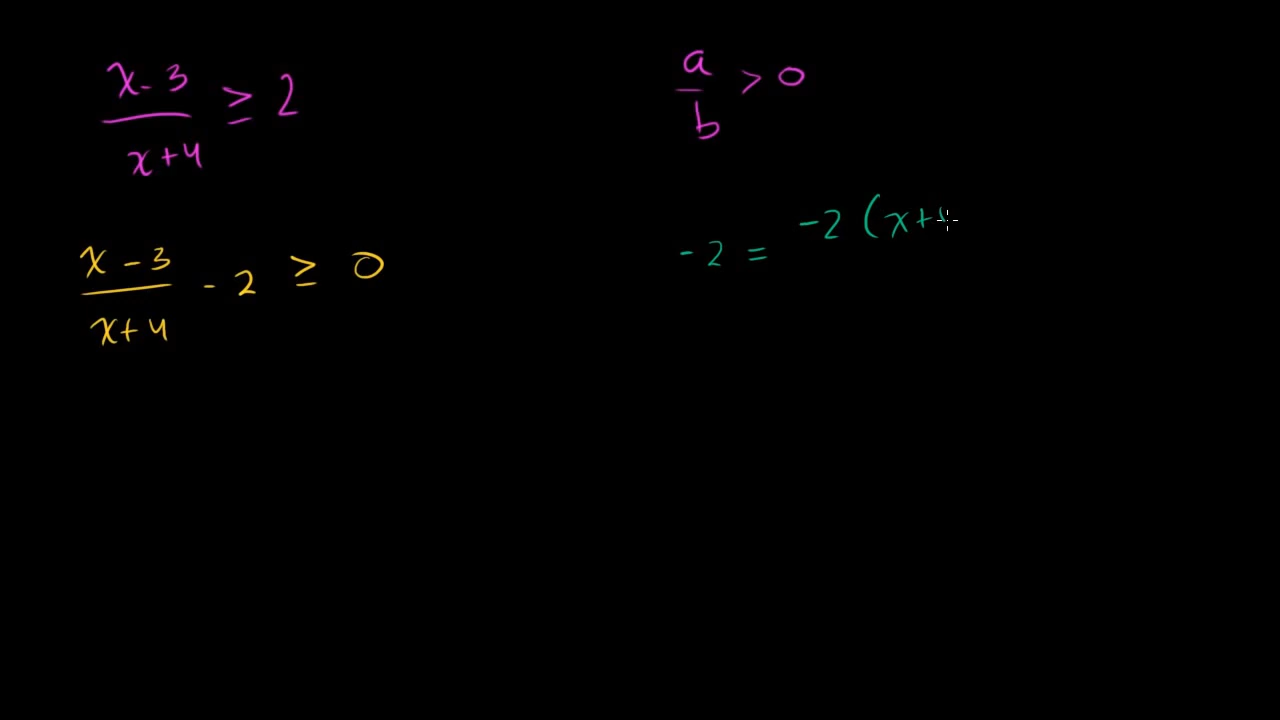 x - 3
x + 4 ≥ 2
a
b > 0
x - 3
x + 4 - 2 ≥ 0
-2 = -2 (x +